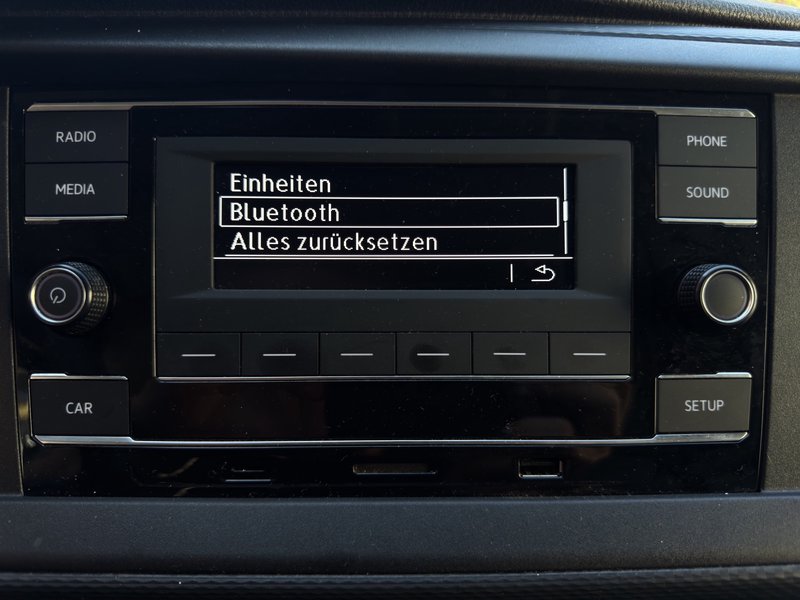 RADIO
MEDIA
Einheiten
Bluetooth
Alles zurücksetzen
PHONE
SOUND
CAR
SETUP